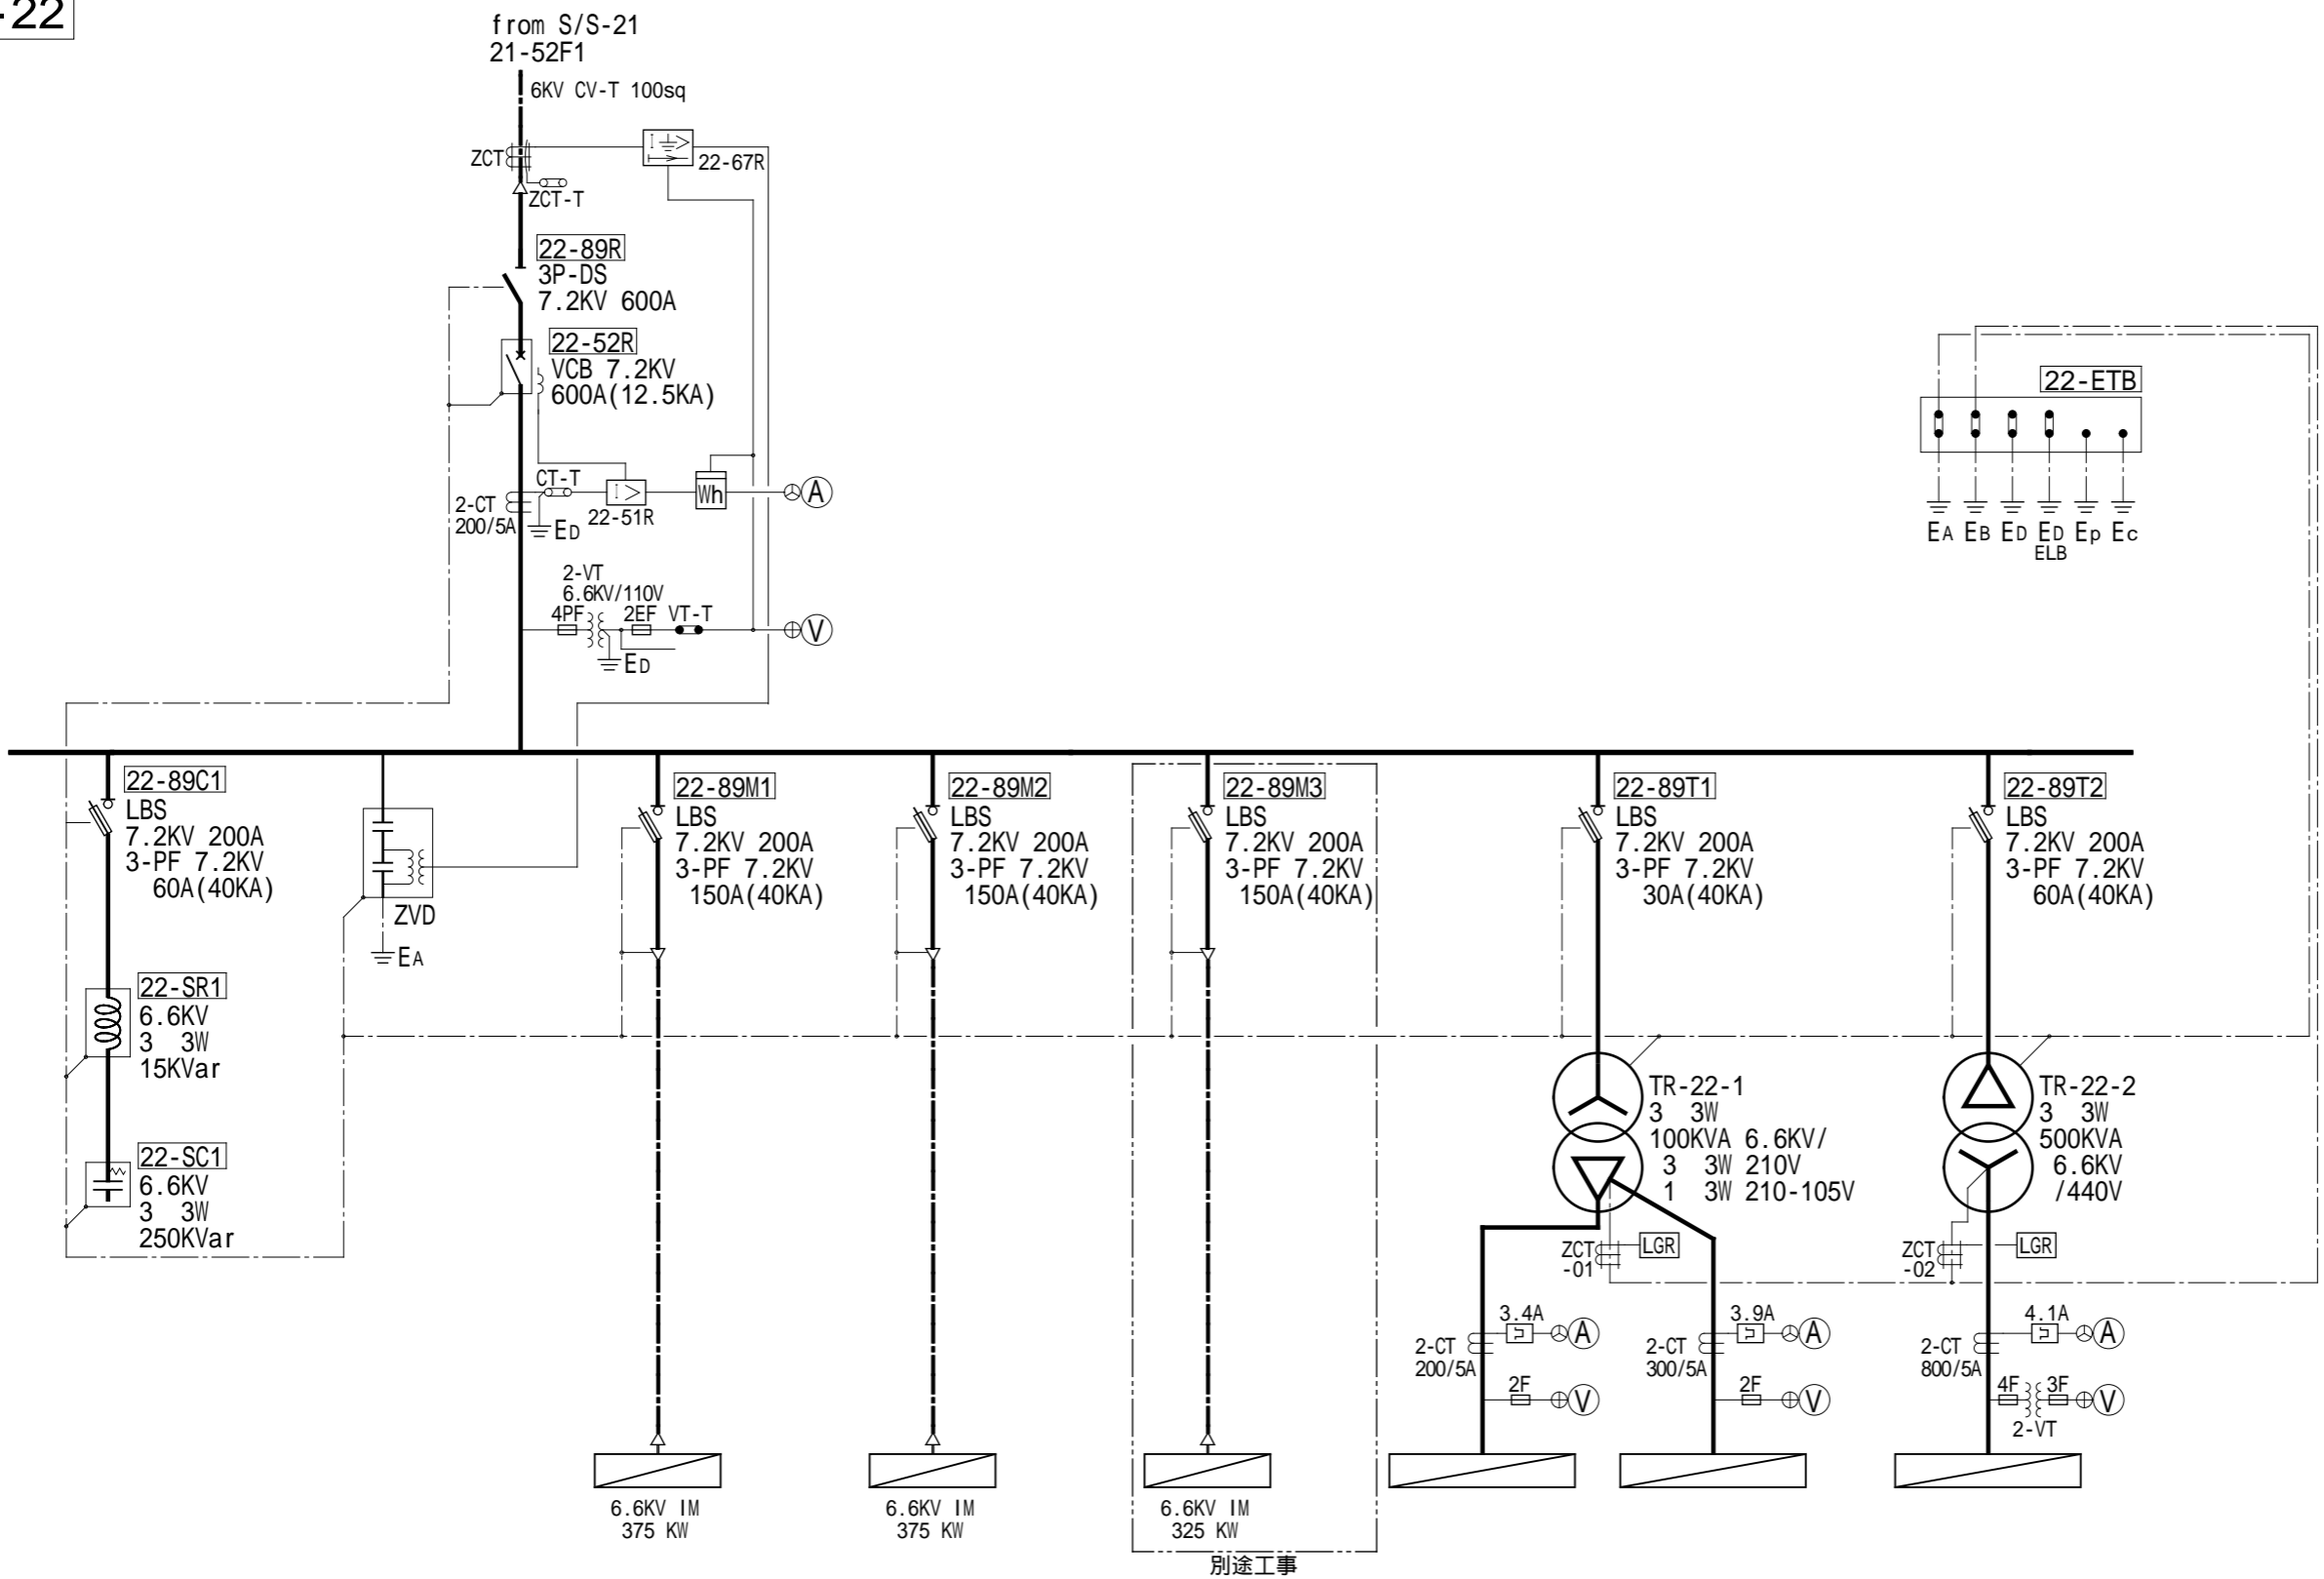 -22
from S/S-21
21-52F1
6KV CV-T 100sq
ZCT
I >
22-67R
ZCT-T
22-89R
3P-DS
7.2KV 600A
22-52R
VCB 7.2KV
600A(12.5KA)
22-ETB
EA EB ED ED Ep Ec
ELB
2-CT
200/5A
CT-T
ED
I >
22-51R
Wh
A
2-VT
6.6KV/110V
4PF
2EF
VT-T
V
ED
22-89C1
LBS
7.2KV 200A
3-PF 7.2KV
60A(40KA)
ZVD
EA
22-89M1
LBS
7.2KV 200A
3-PF 7.2KV
150A(40KA)
22-89M2
LBS
7.2KV 200A
3-PF 7.2KV
150A(40KA)
22-89M3
LBS
7.2KV 200A
3-PF 7.2KV
150A(40KA)
22-89T1
LBS
7.2KV 200A
3-PF 7.2KV
30A(40KA)
22-89T2
LBS
7.2KV 200A
3-PF 7.2KV
60A(40KA)
22-SR1
6.6KV
3 3W
15KVar
22-SC1
6.6KV
3 3W
250KVar
TR-22-1
3 3W
100KVA 6.6KV/
3 3W 210V
1 3W 210-105V
TR-22-2
3 3W
500KVA
6.6KV
/440V
ZCT
-01
LGR
ZCT
-02
LGR
2-CT
200/5A
3.4A
A
2F
V
2-CT
300/5A
3.9A
A
2F
V
2-CT
800/5A
4.1A
A
4F
3F
V
2-VT
6.6KV IM
375 KW
6.6KV IM
375 KW
6.6KV IM
325 KW
別途工事